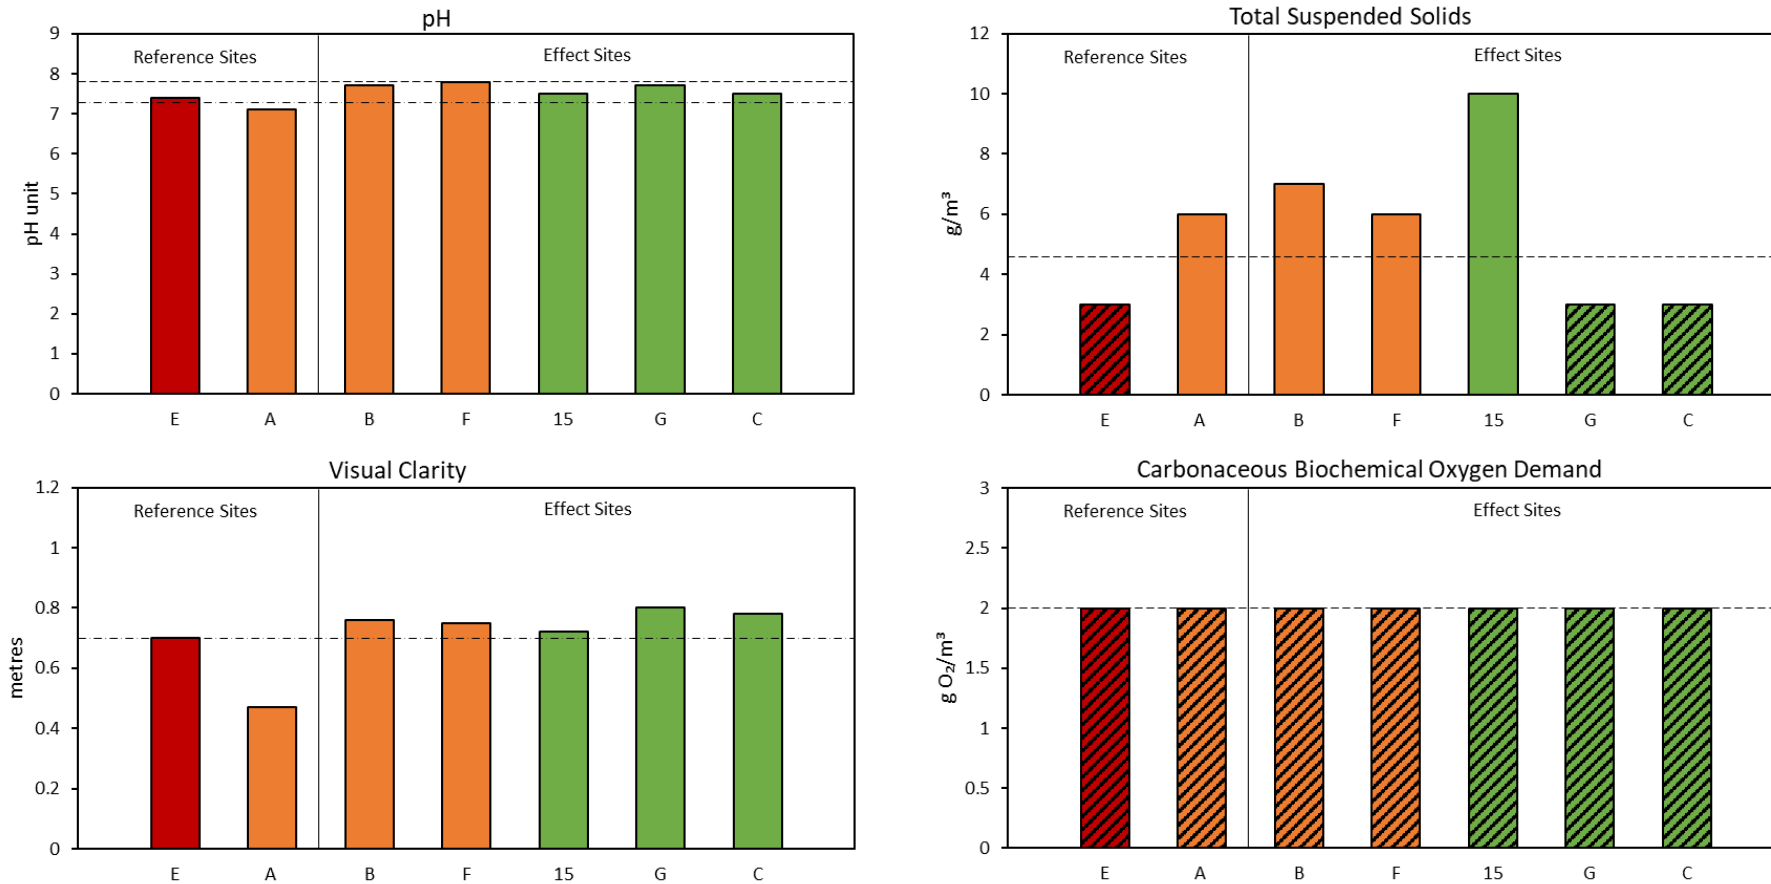 pH
9
8
7
6
5
4
3
2
1
0
pH unit
Reference Sites
Effect Sites
E A B F 15 G C
Total Suspended Solids
12
10
8
6
4
2
0
g/m³
Reference Sites
Effect Sites
E A B F 15 G C
Visual Clarity
1.2
1
0.8
0.6
0.4
0.2
0
metres
Reference Sites
Effect Sites
E A B F 15 G C
Carbonaceous Biochemical Oxygen Demand
3
2.5
2
1.5
1
0.5
0
g O₂/m³
Reference Sites
Effect Sites
E A B F 15 G C